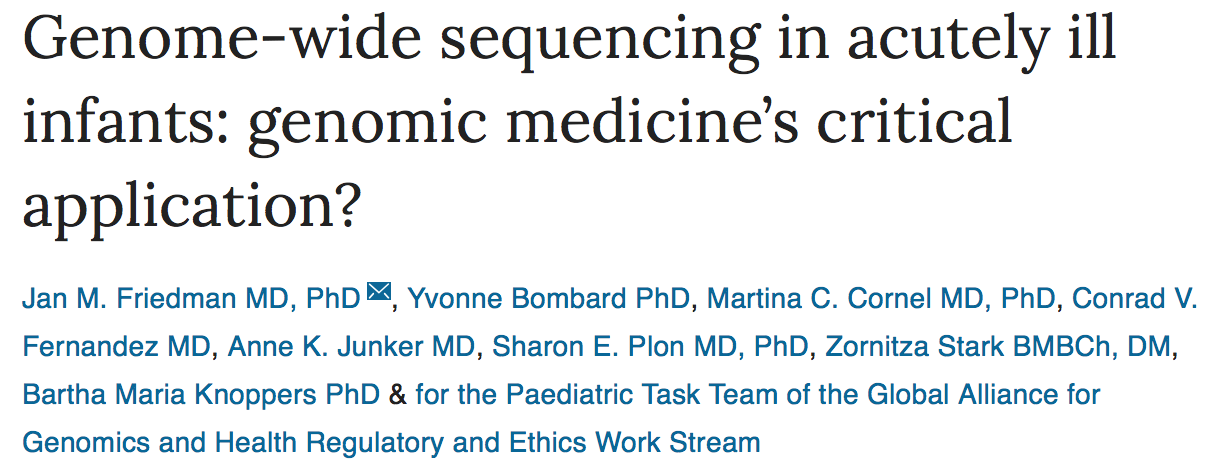 Genome-wide sequencing in acutely ill
infants: genomic medicine’s critical
application?
Jan M. Friedman MD, PhD, Yvonne Bombard PhD, Martina C. Cornel MD, PhD, Conrad V.
Fernandez MD, Anne K. Junker MD, Sharon E. Plon MD, PhD, Zornitza Stark BMBCh, DM,
Bartha Maria Knoppers PhD & for the Paediatric Task Team of the Global Alliance for
Genomics and Health Regulatory and Ethics Work Stream